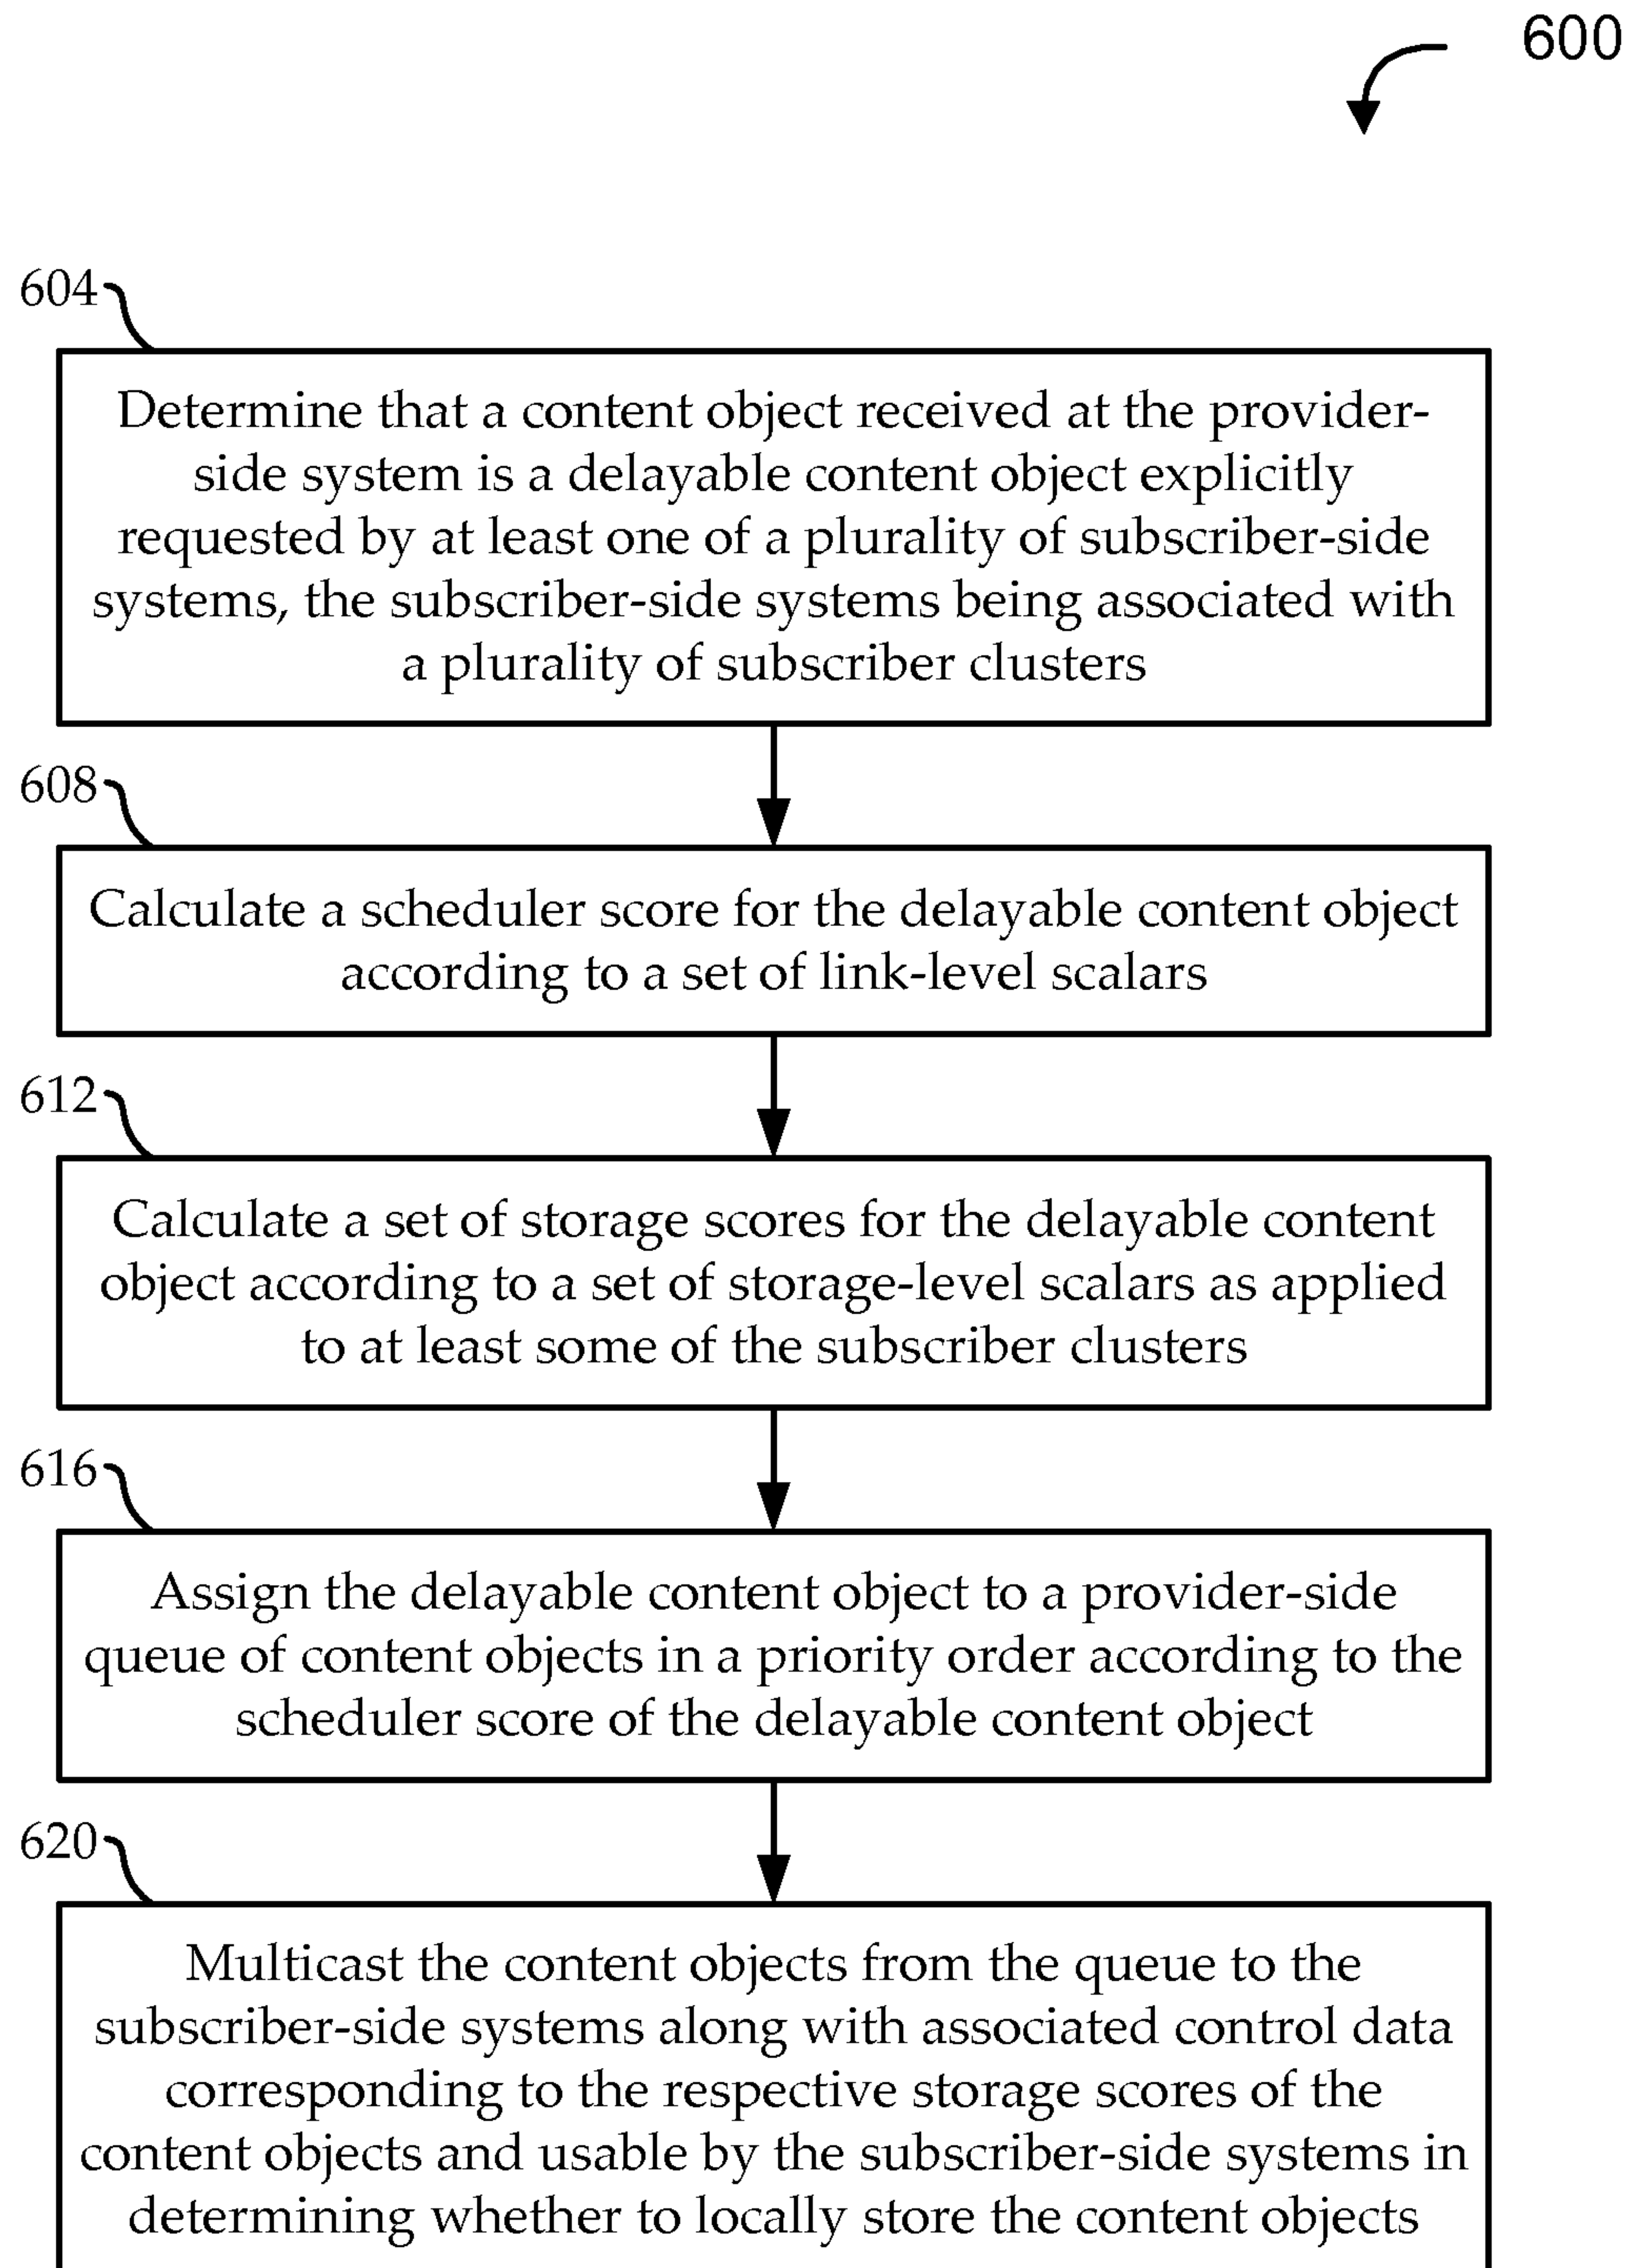 600
604
Determine that a content object received at the provider-
side system is a delayable content object explicitly
requested by at least one of a plurality of subscriber-side
systems, the subscriber-side systems being associated with
a plurality of subscriber clusters
608
Calculate a scheduler score for the delayable content object
according to a set of link-level scalars
612
Calculate a set of storage scores for the delayable content
object according to a set of storage-level scalars as applied
to at least some of the subscriber clusters
616
Assign the delayable content object to a provider-side
queue of content objects in a priority order according to the
scheduler score of the delayable content object
620
Multicast the content objects from the queue to the
subscriber-side systems along with associated control data
corresponding to the respective storage scores of the
content objects and usable by the subscriber-side systems in
determining whether to locally store the content objects